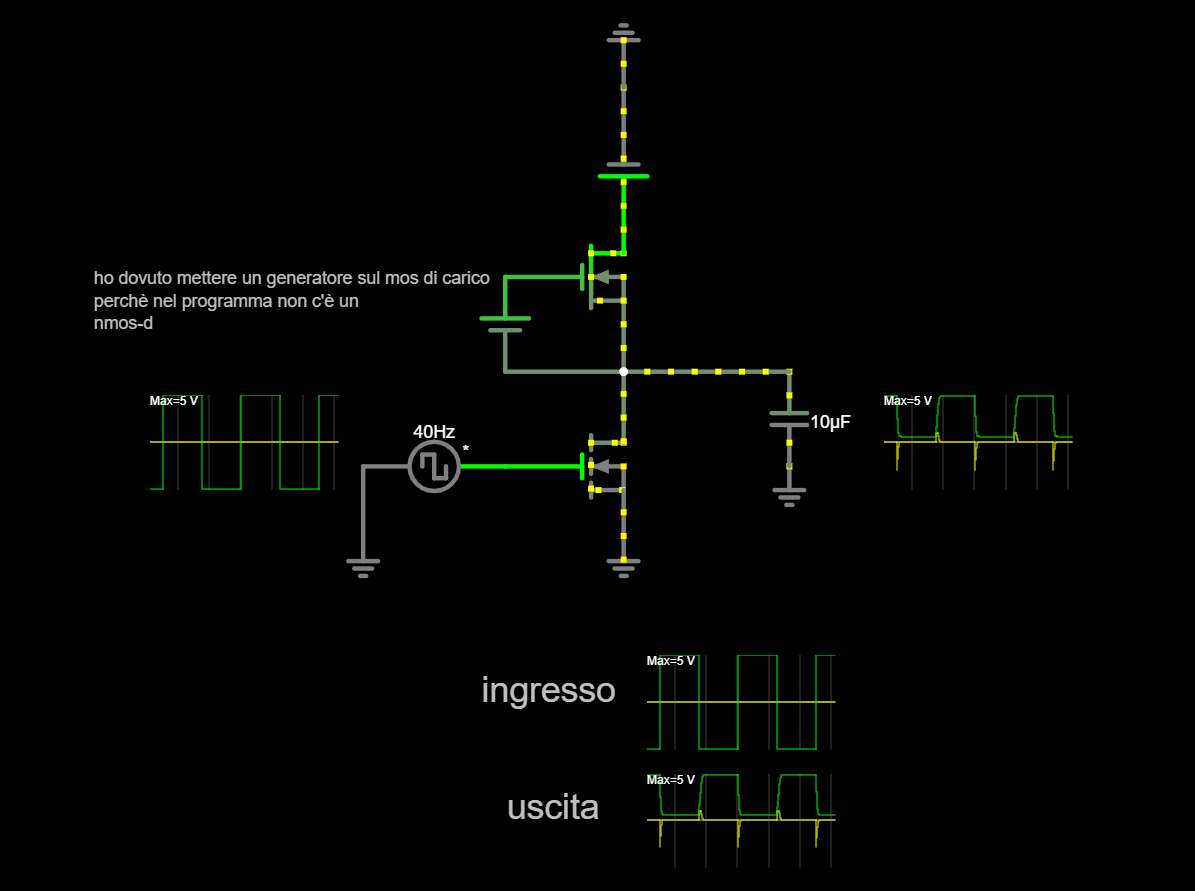 ho dovuto mettere un generatore sul mos di carico
perchè nel programma non c'è un
nmos-d
Max=5 V
40Hz
*
10µF
Max=5 V
ingresso
Max=5 V
uscita
Max=5 V